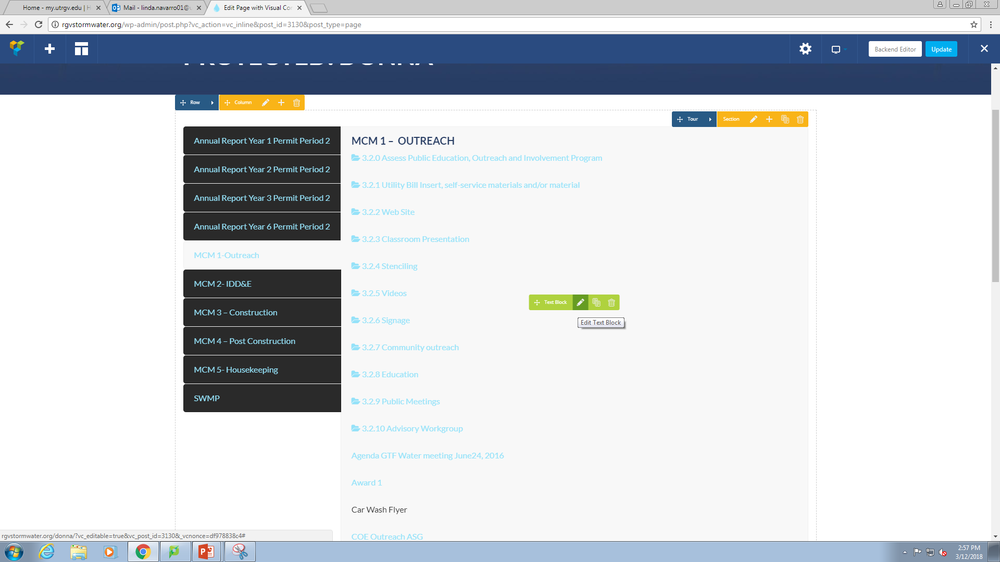 Home - my.utrgv.edu | H
Mail - linda.navarro01@u
Edit Page with Visual Co
rgvstormwater.org/wp-admin/post.php?vc_action=vc_inline&post_id=3130&post_type=page
Backend Editor
Update
PROTECTED: DONNA
Row
Column
Tour
Section
Annual Report Year 1 Permit Period 2
Annual Report Year 2 Permit Period 2
Annual Report Year 3 Permit Period 2
Annual Report Year 6 Permit Period 2
MCM 1-Outreach
MCM 2- IDD&E
MCM 3 – Construction
MCM 4 – Post Construction
MCM 5- Housekeeping
SWMP
MCM 1 – OUTREACH
3.2.0 Assess Public Education, Outreach and Involvement Program
3.2.1 Utility Bill Insert, self-service materials and/or material
3.2.2 Web Site
3.2.3 Classroom Presentation
3.2.4 Stenciling
3.2.5 Videos
Text Block
Edit Text Block
3.2.6 Signage
3.2.7 Community outreach
3.2.8 Education
3.2.9 Public Meetings
3.2.10 Advisory Workgroup
Agenda GTF Water meeting June24, 2016
Award 1
Car Wash Flyer
COE Outreach ASG
rgvstormwater.org/donna/?vc_editable=true&vc_post_id=3130&_vcnonce=df978838c4#
2:57 PM
3/12/2018